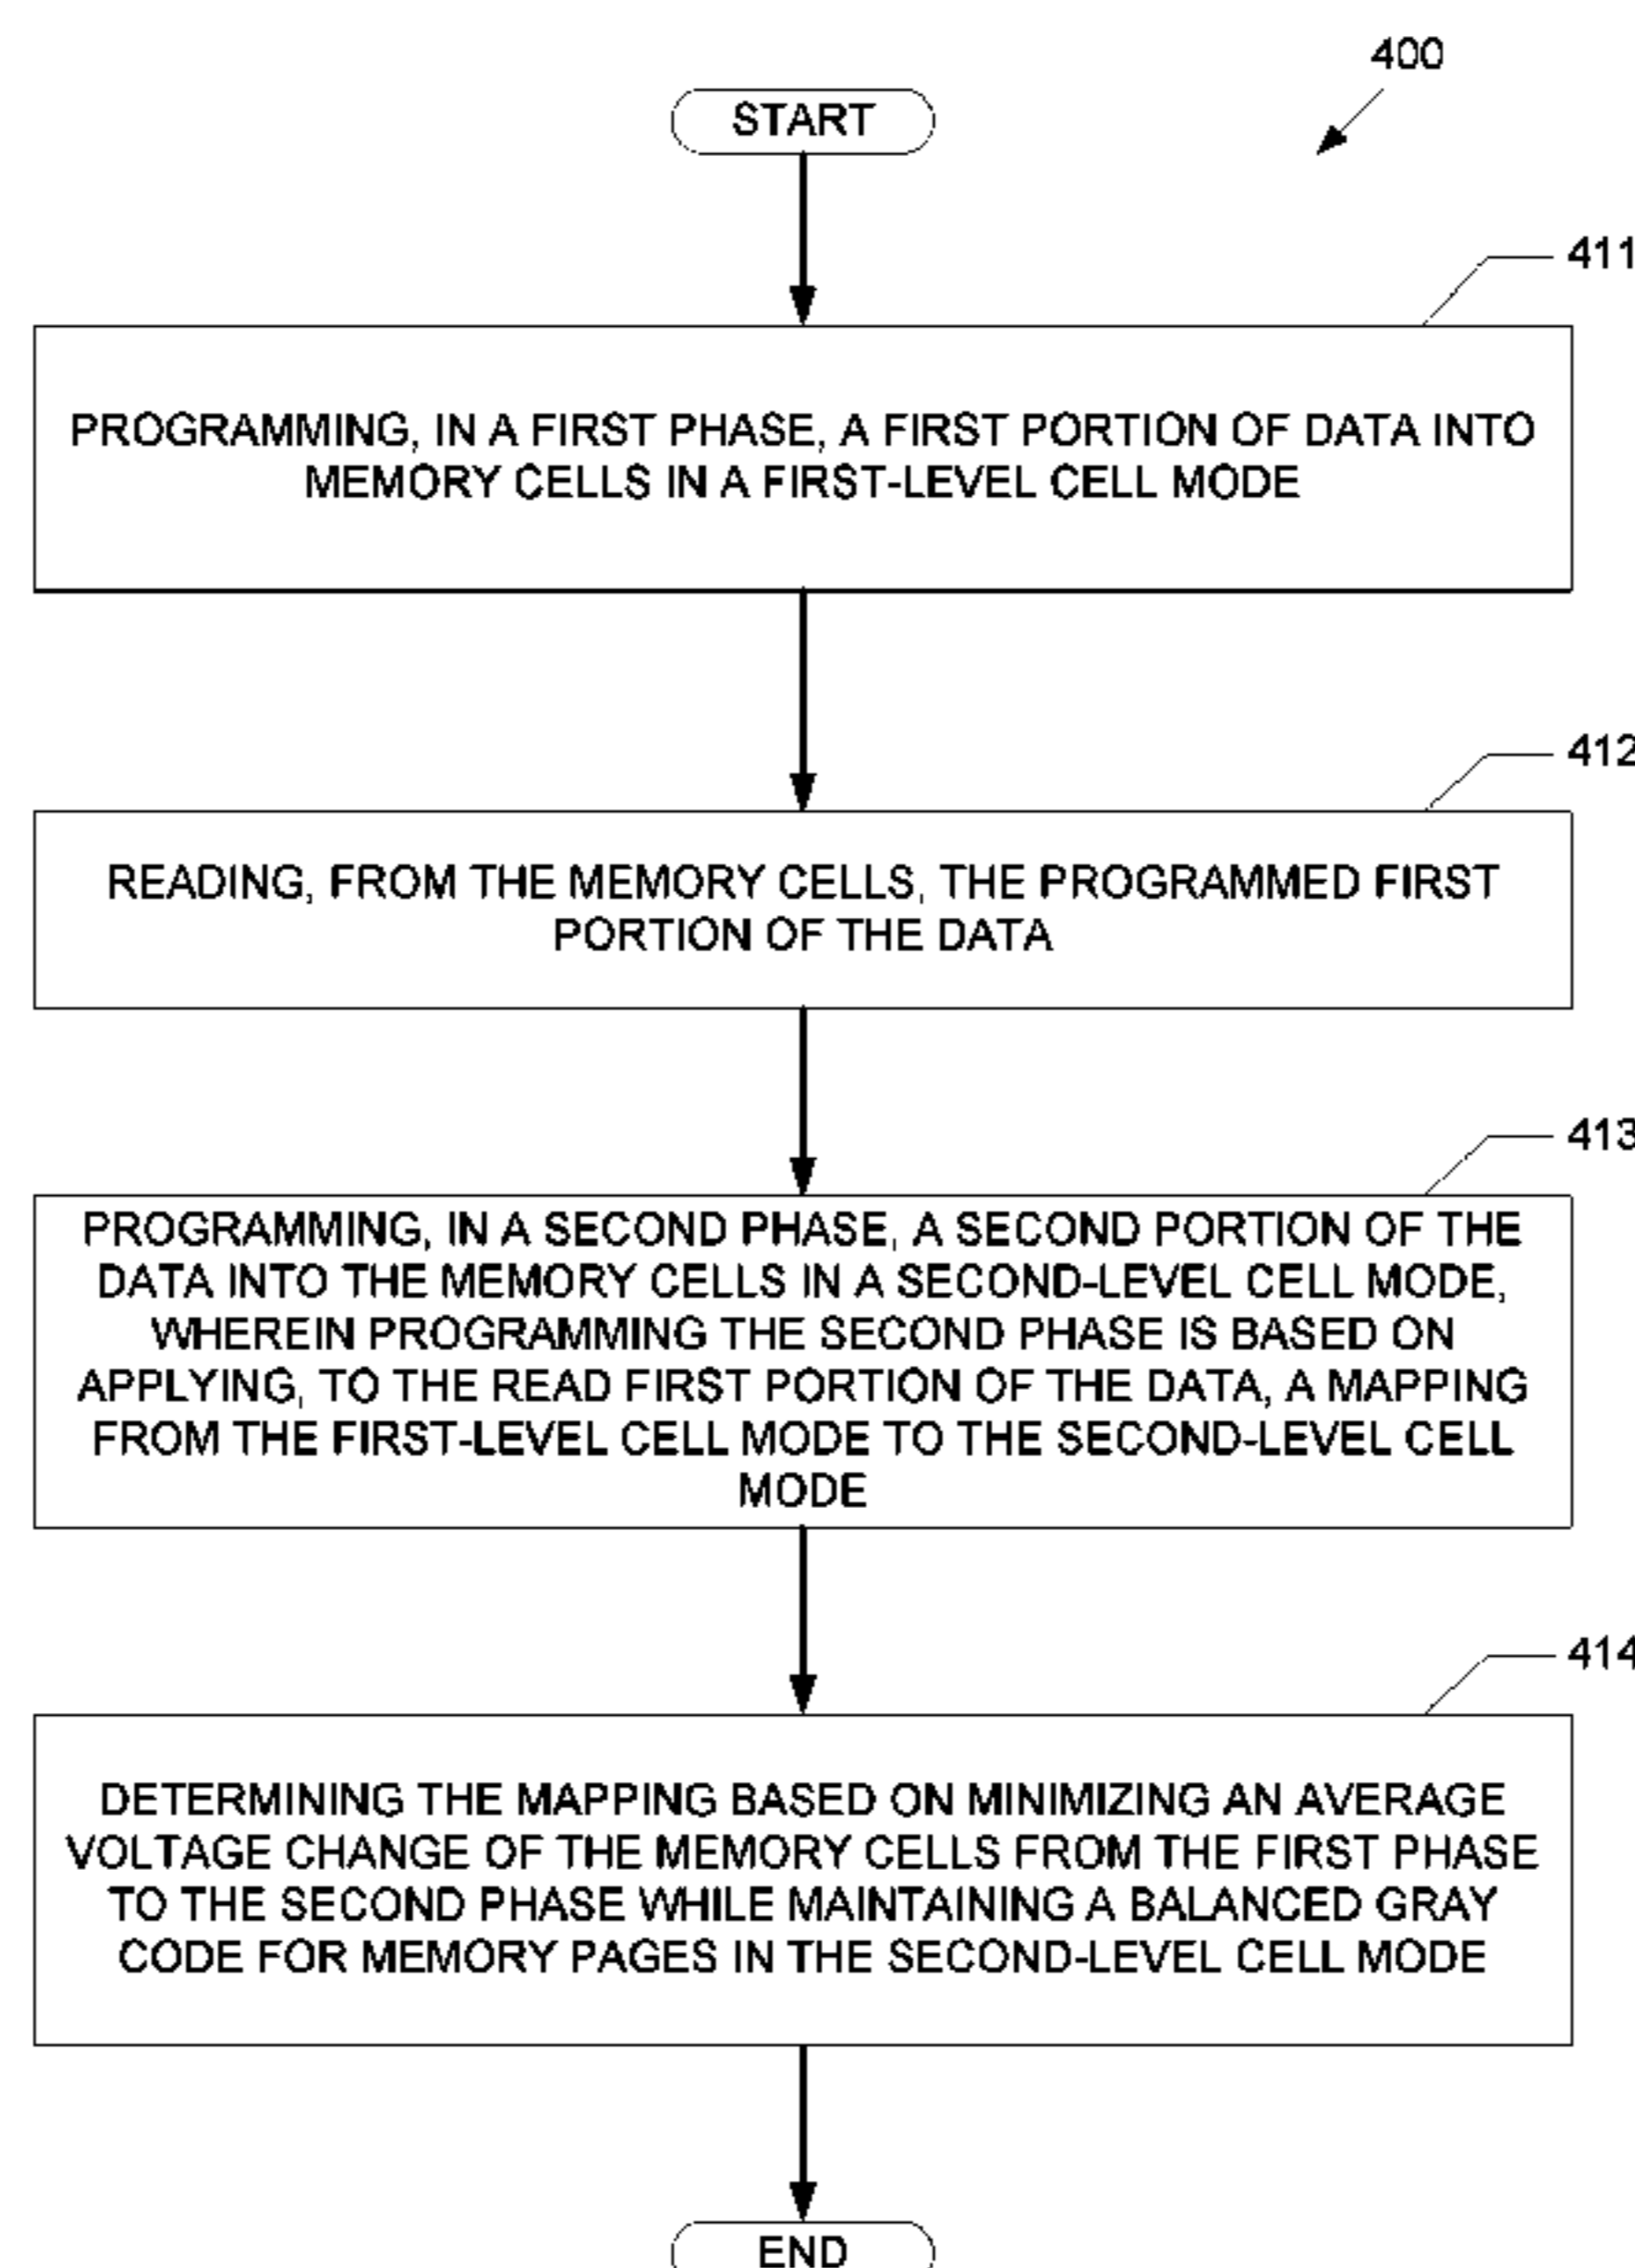 400
START
411
PROGRAMMING, IN A FIRST PHASE, A FIRST PORTION OF DATA INTO
MEMORY CELLS IN A FIRST-LEVEL CELL MODE
412
READING, FROM THE MEMORY CELLS, THE PROGRAMMED FIRST
PORTION OF THE DATA
413
PROGRAMMING, IN A SECOND PHASE, A SECOND PORTION OF THE
DATA INTO THE MEMORY CELLS IN A SECOND-LEVEL CELL MODE,
WHEREIN PROGRAMMING THE SECOND PHASE IS BASED ON
APPLYING, TO THE READ FIRST PORTION OF THE DATA, A MAPPING
FROM THE FIRST-LEVEL CELL MODE TO THE SECOND-LEVEL CELL
MODE
414
DETERMINING THE MAPPING BASED ON MINIMIZING AN AVERAGE
VOLTAGE CHANGE OF THE MEMORY CELLS FROM THE FIRST PHASE
TO THE SECOND PHASE WHILE MAINTAINING A BALANCED GRAY
CODE FOR MEMORY PAGES IN THE SECOND-LEVEL CELL MODE
END